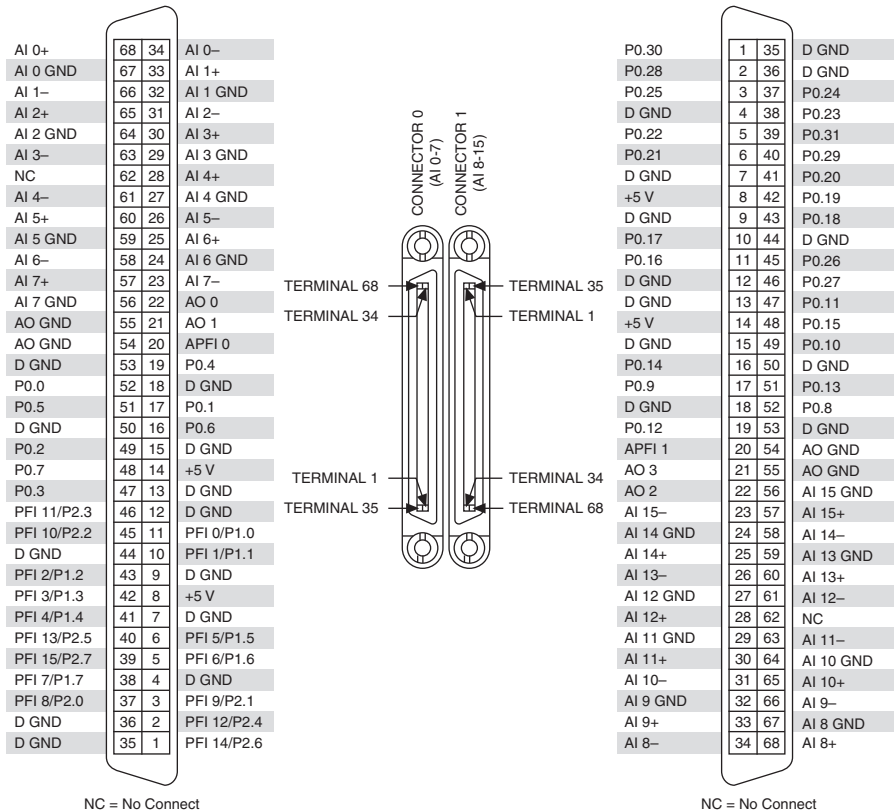 AI 0+ 68 34 AI 0–
AI 0 GND 67 33 AI 1+
AI 1– 66 32 AI 1 GND
AI 2+ 65 31 AI 2–
AI 2 GND 64 30 AI 3+
AI 3– 63 29 AI 3 GND
NC 62 28 AI 4+
AI 4– 61 27 AI 4 GND
AI 5+ 60 26 AI 5–
AI 5 GND 59 25 AI 6+
AI 6– 58 24 AI 6 GND
AI 7+ 57 23 AI 7–
AI 7 GND 56 22 AO 0
AO GND 55 21 AO 1
AO GND 54 20 APFI 0
D GND 53 19 P0.4
P0.0 52 18 D GND
P0.5 51 17 P0.1
D GND 50 16 P0.6
P0.2 49 15 D GND
P0.7 48 14 +5 V
P0.3 47 13 D GND
PFI 11/P2.3 46 12 D GND
PFI 10/P2.2 45 11 PFI 0/P1.0
D GND 44 10 PFI 1/P1.1
PFI 2/P1.2 43 9 D GND
PFI 3/P1.3 42 8 +5 V
PFI 4/P1.4 41 7 D GND
PFI 13/P2.5 40 6 PFI 5/P1.5
PFI 15/P2.7 39 5 PFI 6/P1.6
PFI 7/P1.7 38 4 D GND
PFI 8/P2.0 37 3 PFI 9/P2.1
D GND 36 2 PFI 12/P2.4
D GND 35 1 PFI 14/P2.6
NC = No Connect
CONNECTOR 0
(AI 0-7)
CONNECTOR 1
(AI 8-15)
TERMINAL 68
TERMINAL 34
TERMINAL 35
TERMINAL 1
TERMINAL 1
TERMINAL 35
TERMINAL 34
TERMINAL 68
P0.30 1 35 D GND
P0.28 2 36 D GND
P0.25 3 37 P0.24
D GND 4 38 P0.23
P0.22 5 39 P0.31
P0.21 6 40 P0.29
D GND 7 41 P0.20
+5 V 8 42 P0.19
D GND 9 43 P0.18
P0.17 10 44 D GND
P0.16 11 45 P0.26
D GND 12 46 P0.27
D GND 13 47 P0.11
+5 V 14 48 P0.15
D GND 15 49 P0.10
P0.14 16 50 D GND
P0.9 17 51 P0.13
D GND 18 52 P0.8
P0.12 19 53 D GND
APFI 1 20 54 AO GND
AO 3 21 55 AO GND
AO 2 22 56 AI 15 GND
AI 15– 23 57 AI 15+
AI 14 GND 24 58 AI 14–
AI 14+ 25 59 AI 13 GND
AI 13– 26 60 AI 13+
AI 12 GND 27 61 AI 12–
AI 12+ 28 62 NC
AI 11 GND 29 63 AI 11–
AI 11+ 30 64 AI 10 GND
AI 10– 31 65 AI 10+
AI 9 GND 32 66 AI 9–
AI 9+ 33 67 AI 8 GND
AI 8– 34 68 AI 8+
NC = No Connect